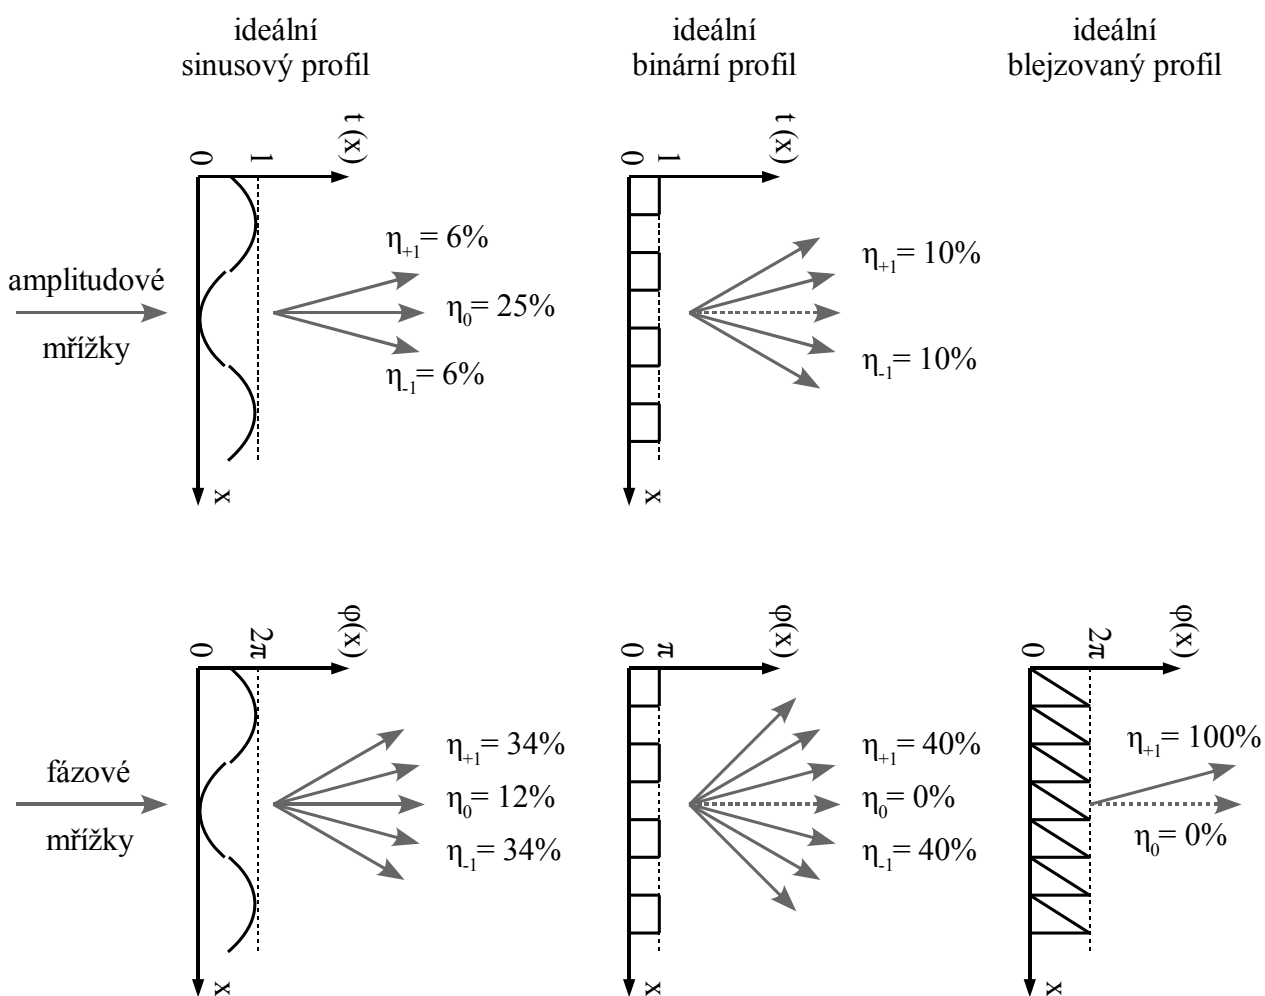 ideální
sinusový profil
ideální
binární profil
ideální
blejzovaný profil
t (x)
0
1
x
amplitudové
mřížky
η+1= 6%
η0= 25%
η-1= 6%
t (x)
0
1
x
η+1= 10%
η-1= 10%
φ(x)
0
2π
x
fázové
mřížky
η+1= 34%
η0= 12%
η-1= 34%
φ(x)
0
π
x
η+1= 40%
η0= 0%
η-1= 40%
φ(x)
0
2π
x
η+1= 100%
η0= 0%